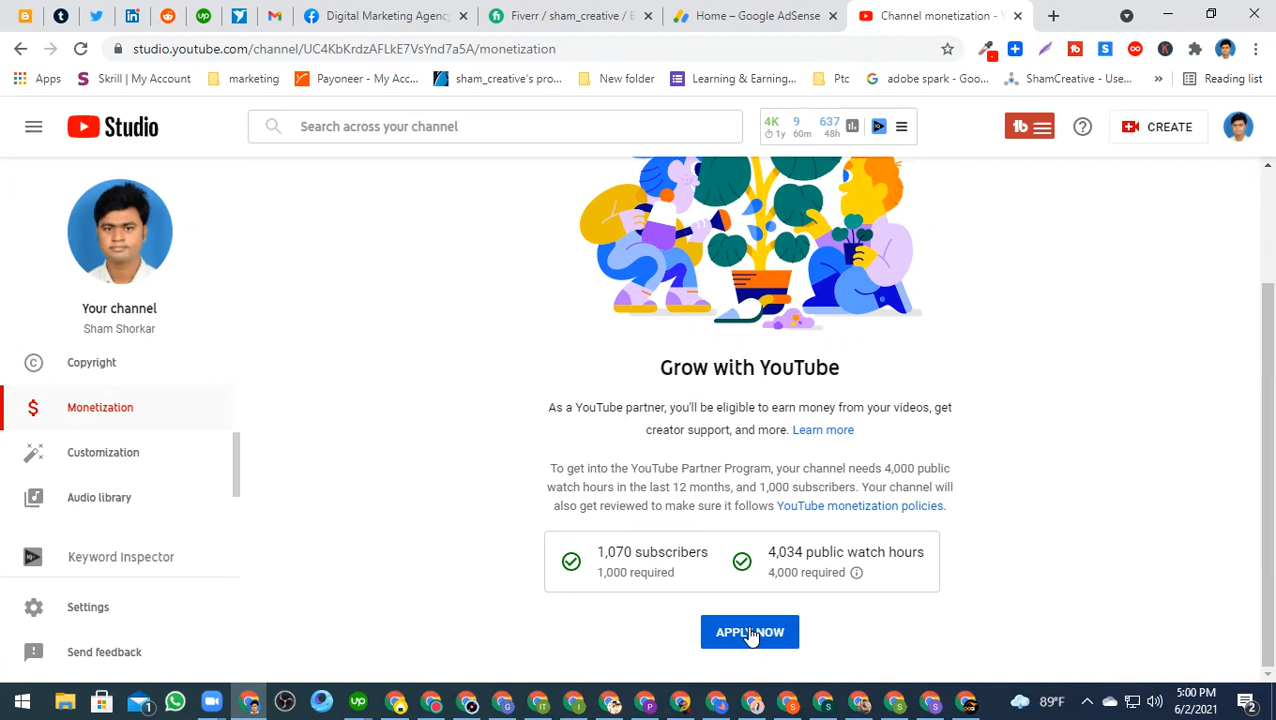 Digital Marketing Agency
Fiverr / sham_creative / E
Home – Google AdSense
Channel monetization - Y
studio.youtube.com/channel/UC4KbKrdzAFLkE7VsYnd7a5A/monetization
Apps
Skrill | My Account
marketing
Payoneer - My Acc...
sham_creative's pro...
New folder
Learning & Earning...
Ptc
adobe spark - Goo...
ShamCreative - Use...
Reading list
Studio
Search across your channel
4K 9 637
1y 60m 48h
CREATE
Your channel
Sham Shorkar
Copyright
Monetization
Customization
Audio library
Keyword Inspector
Settings
Send feedback
Grow with YouTube
As a YouTube partner, you'll be eligible to earn money from your videos, get
creator support, and more. Learn more
To get into the YouTube Partner Program, your channel needs 4,000 public
watch hours in the last 12 months, and 1,000 subscribers. Your channel will
also get reviewed to make sure it follows YouTube monetization policies.
1,070 subscribers
1,000 required
4,034 public watch hours
4,000 required
APPLY NOW
89°F
5:00 PM
6/2/2021